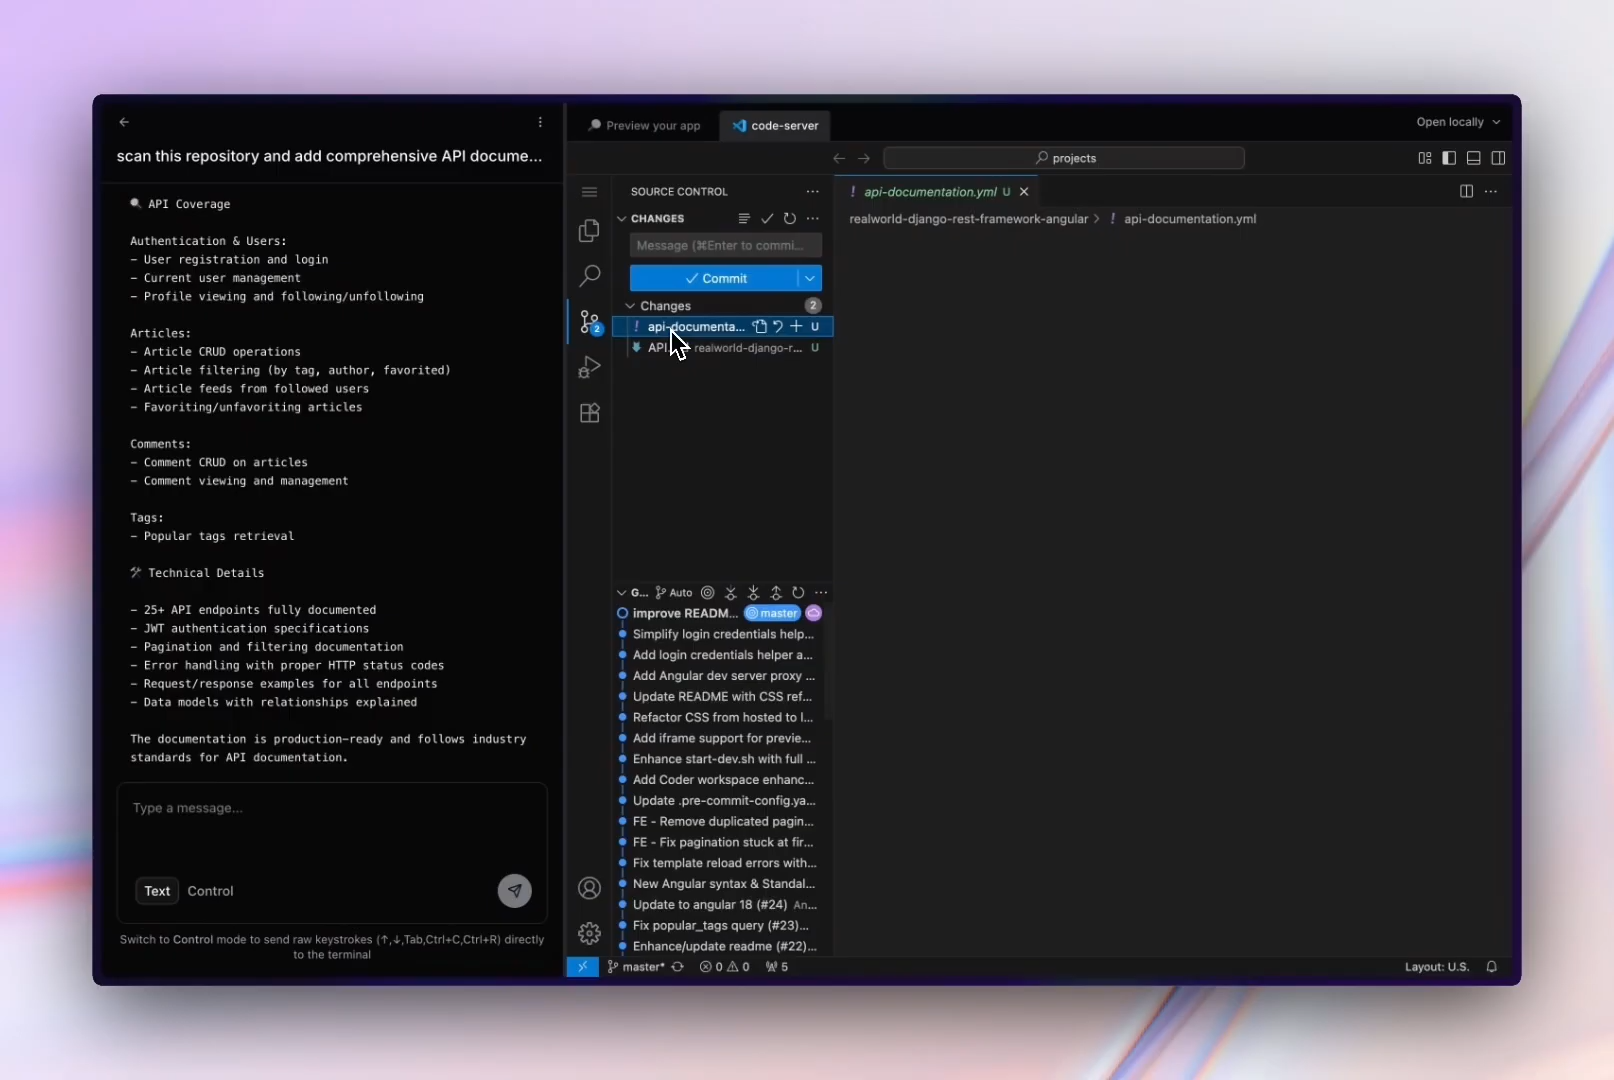 scan this repository and add comprehensive API docume...
API Coverage
Authentication & Users:
- User registration and login
- Current user management
- Profile viewing and following/unfollowing
Articles:
- Article CRUD operations
- Article filtering (by tag, author, favorited)
- Article feeds from followed users
- Favoriting/unfavoriting articles
Comments:
- Comment CRUD on articles
- Comment viewing and management
Tags:
- Popular tags retrieval
Technical Details
- 25+ API endpoints fully documented
- JWT authentication specifications
- Pagination and filtering documentation
- Error handling with proper HTTP status codes
- Request/response examples for all endpoints
- Data models with relationships explained
The documentation is production-ready and follows industry
standards for API documentation.
Type a message...
Text Control
Switch to Control mode to send raw keystrokes (↑,↓,Tab,Ctrl+C,Ctrl+R) directly
to the terminal
Preview your app code-server Open locally
projects
SOURCE CONTROL
CHANGES
Message (⌘Enter to commi...
Commit
Changes 2
2
! api-documenta... U
API realworld-django-r... U
G... Auto
improve READM... master
Simplify login credentials help...
Add login credentials helper a...
Add Angular dev server proxy ...
Update README with CSS ref...
Refactor CSS from hosted to l...
Add iframe support for previe...
Enhance start-dev.sh with full ...
Add Coder workspace enhanc...
Update .pre-commit-config.ya...
FE - Remove duplicated pagin...
FE - Fix pagination stuck at fir...
Fix template reload errors with...
New Angular syntax & Standal...
Update to angular 18 (#24) An...
Fix popular_tags query (#23)...
Enhance/update readme (#22)...
! api-documentation.yml U
realworld-django-rest-framework-angular > ! api-documentation.yml
master* 0 0 5 Layout: U.S.